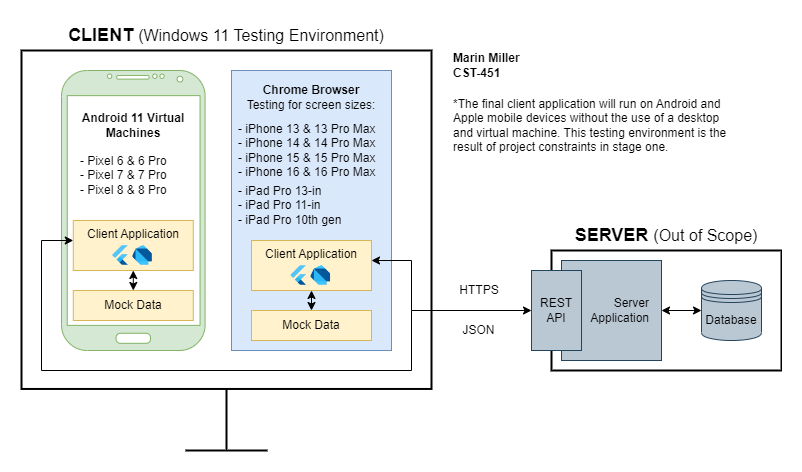 CLIENT (Windows 11 Testing Environment)
Marin Miller
CST-451
*The final client application will run on Android and
Apple mobile devices without the use of a desktop
and virtual machine. This testing environment is the
result of project constraints in stage one.
Android 11 Virtual
Machines
- Pixel 6 & 6 Pro
- Pixel 7 & 7 Pro
- Pixel 8 & 8 Pro
Client Application
Mock Data
Chrome Browser
Testing for screen sizes:
- iPhone 13 & 13 Pro Max
- iPhone 14 & 14 Pro Max
- iPhone 15 & 15 Pro Max
- iPhone 16 & 16 Pro Max
- iPad Pro 13-in
- iPad Pro 11-in
- iPad Pro 10th gen
Client Application
Mock Data
HTTPS
JSON
SERVER (Out of Scope)
REST
API
Server
Application
Database